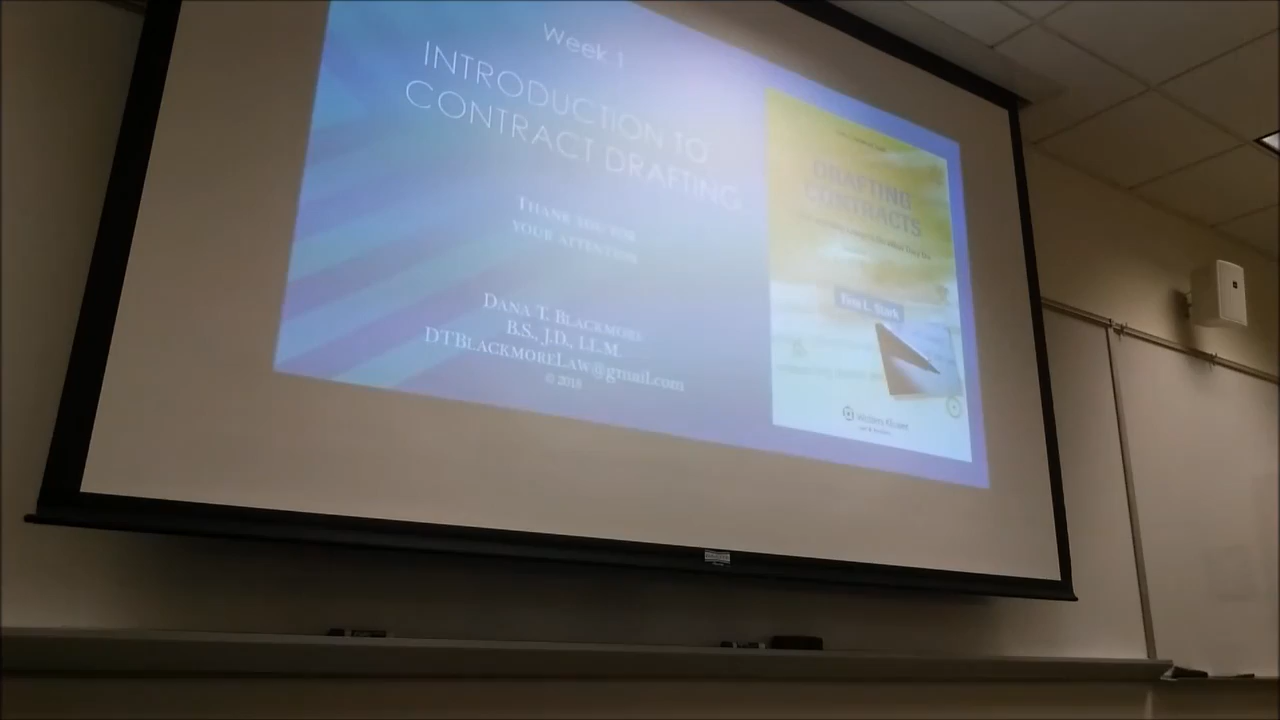 Week 1
INTRODUCTION TO
CONTRACT DRAFTING
THANK YOU FOR
YOUR ATTENTION
DANA T. BLACKMORE
B.S., J.D., LL.M.
DTBLACKMORELAW@gmail.com
© 2018
DRAFTING
CONTRACTS
Tina L. Stark
Wolters Kluwer